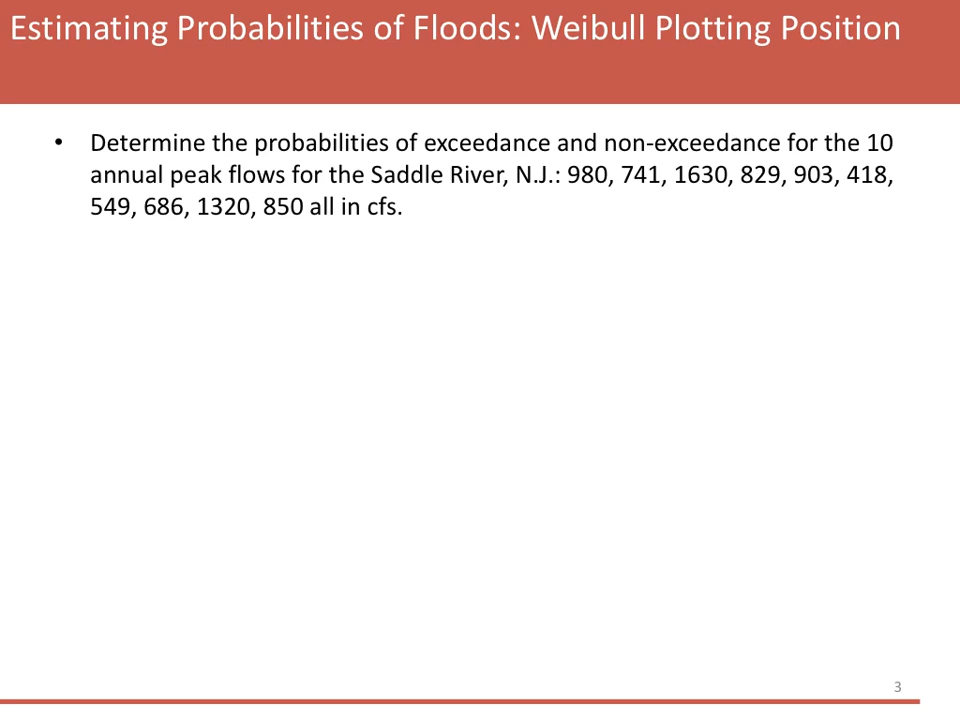 Estimating Probabilities of Floods: Weibull Plotting Position
• Determine the probabilities of exceedance and non-exceedance for the 10
annual peak flows for the Saddle River, N.J.: 980, 741, 1630, 829, 903, 418,
549, 686, 1320, 850 all in cfs.
3